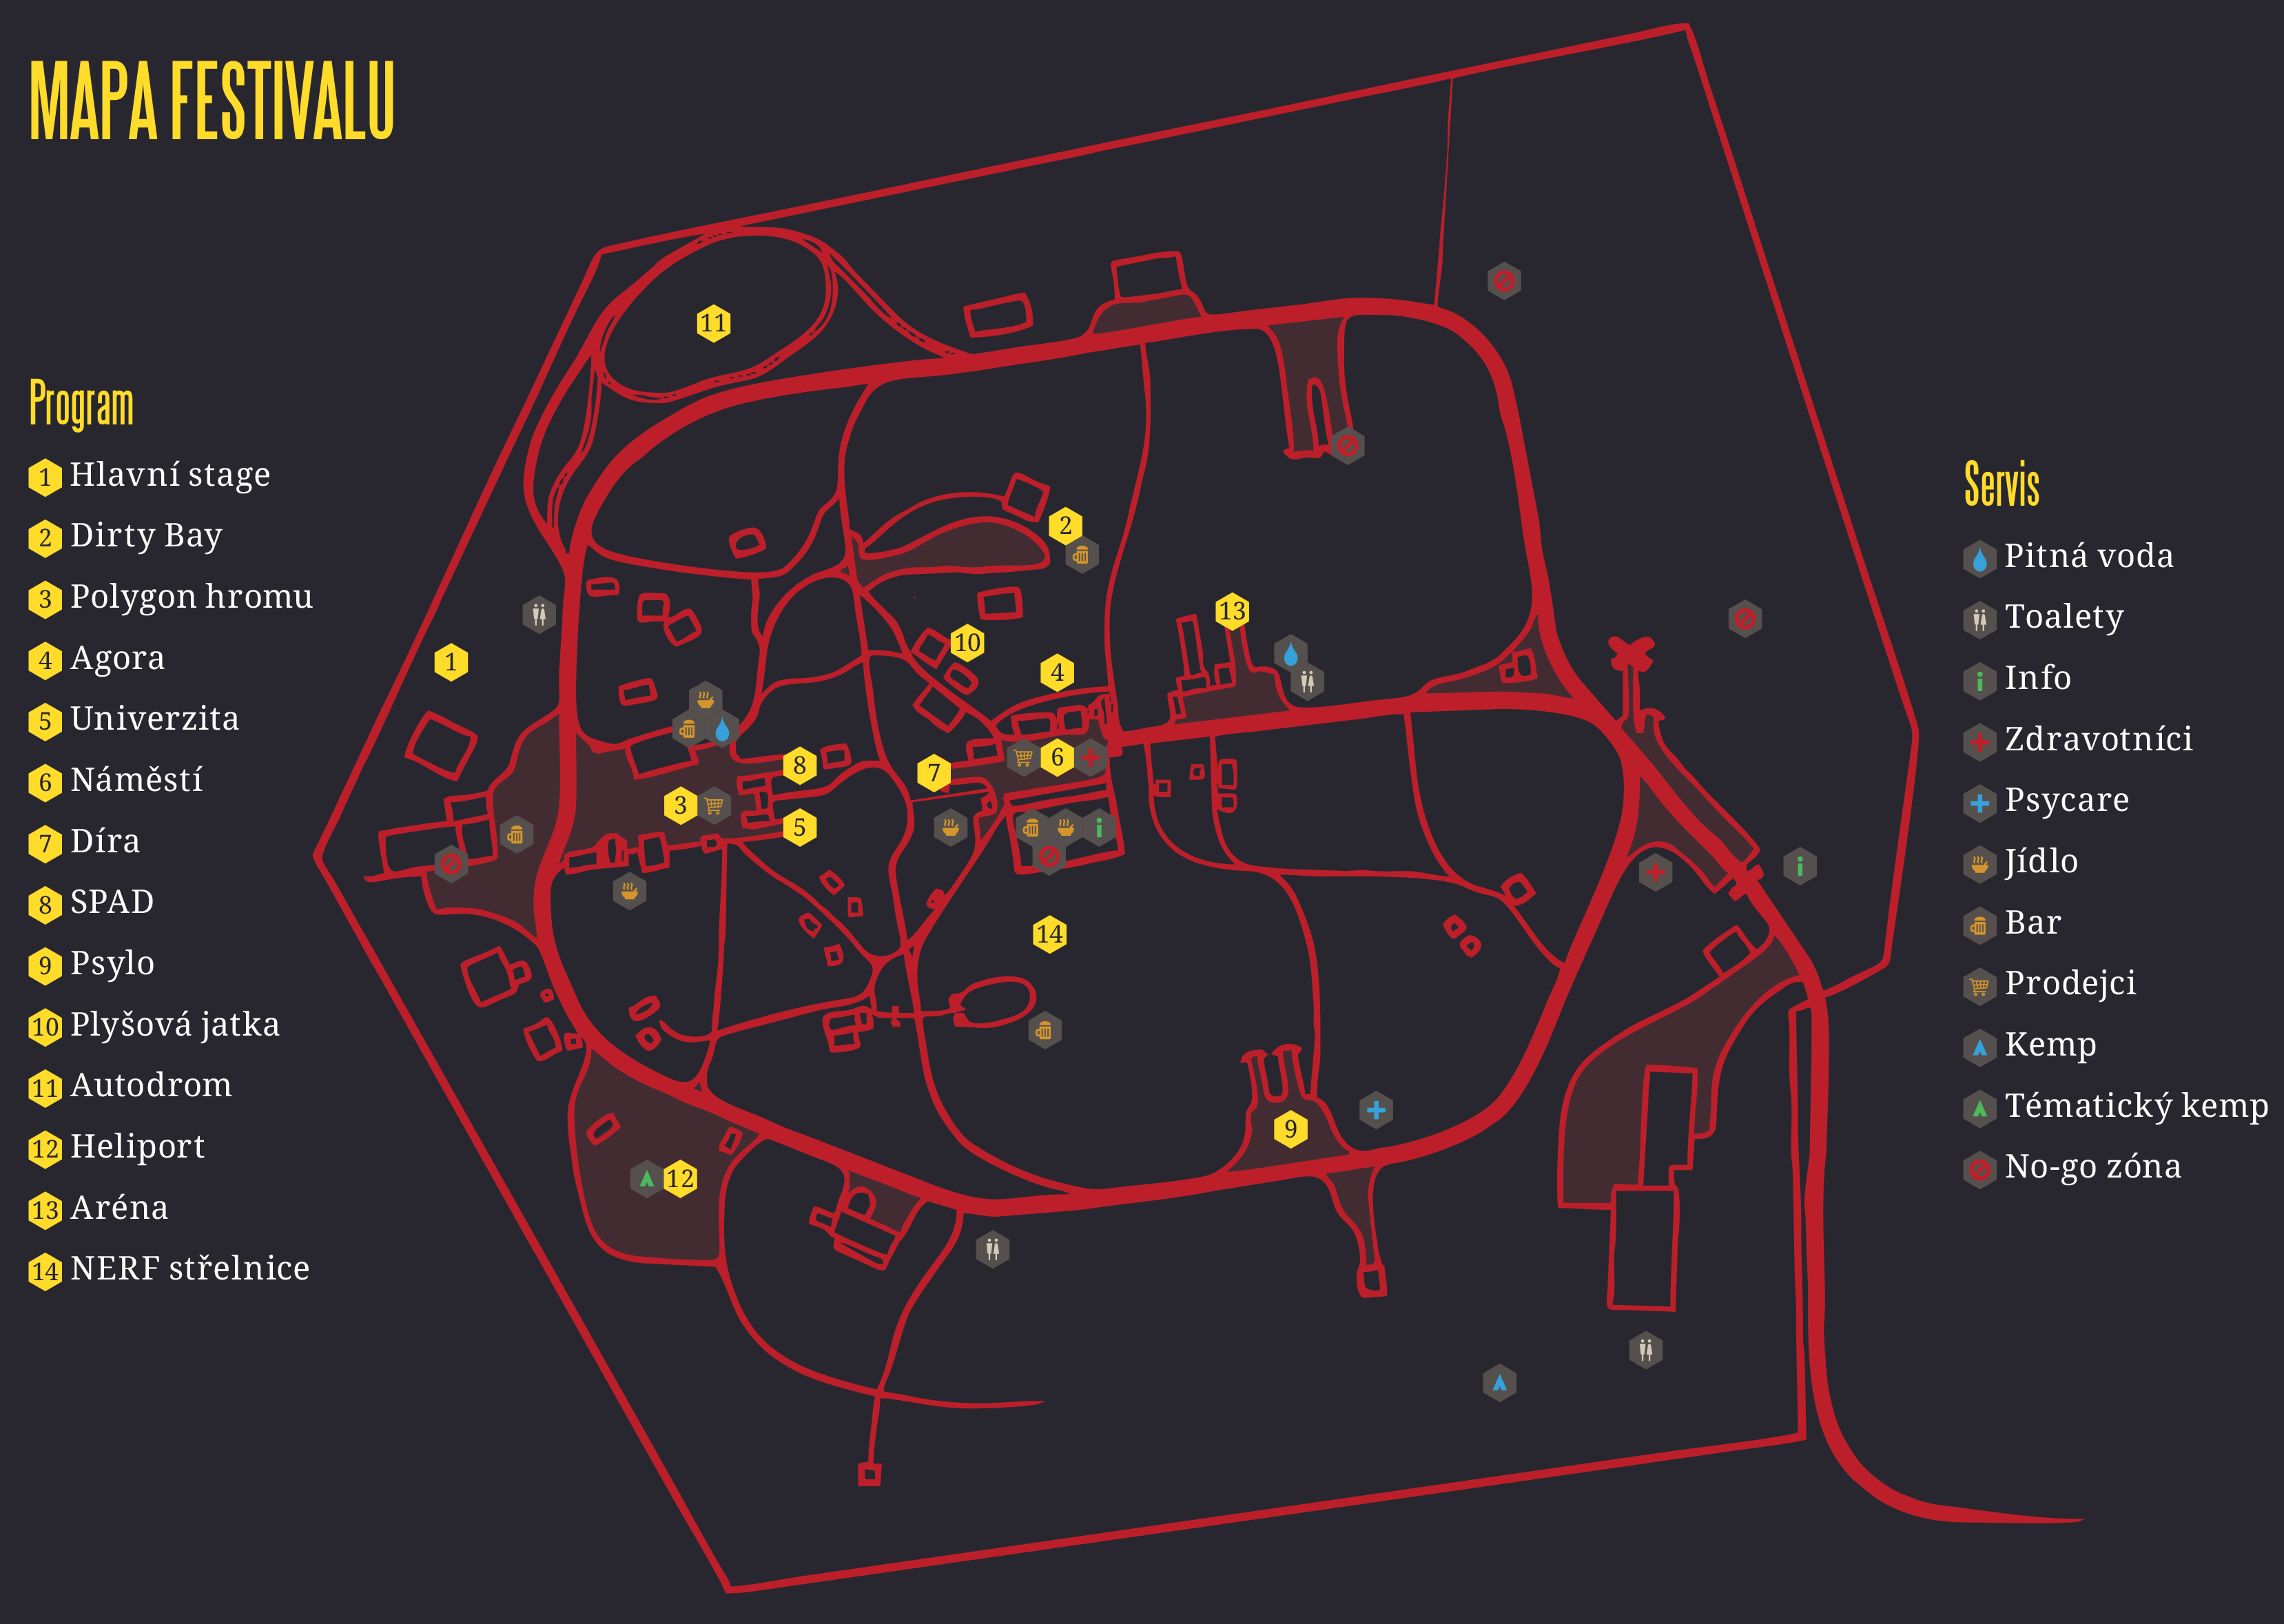 MAPA FESTIVALU
Program
1 Hlavní stage
2 Dirty Bay
3 Polygon hromu
4 Agora
5 Univerzita
6 Náměstí
7 Díra
8 SPAD
9 Psylo
10 Plyšová jatka
11 Autodrom
12 Heliport
13 Aréna
14 NERF střelnice
11
2
13
10
1
4
6
8
7
3
5
14
9
12
Servis
Pitná voda
Toalety
Info
Zdravotníci
Psycare
Jídlo
Bar
Prodejci
Kemp
Tématický kemp
No-go zóna